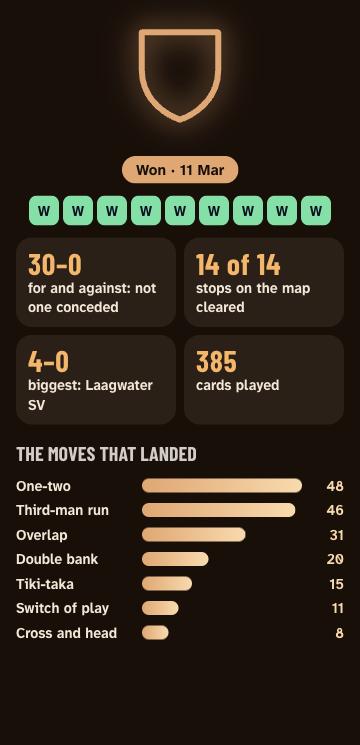 Won · 11 Mar
W W W W W W W W W
30–0
for and against: not
one conceded
14 of 14
stops on the map
cleared
4–0
biggest: Laagwater
SV
385
cards played
THE MOVES THAT LANDED
One-two 48
Third-man run 46
Overlap 31
Double bank 20
Tiki-taka 15
Switch of play 11
Cross and head 8